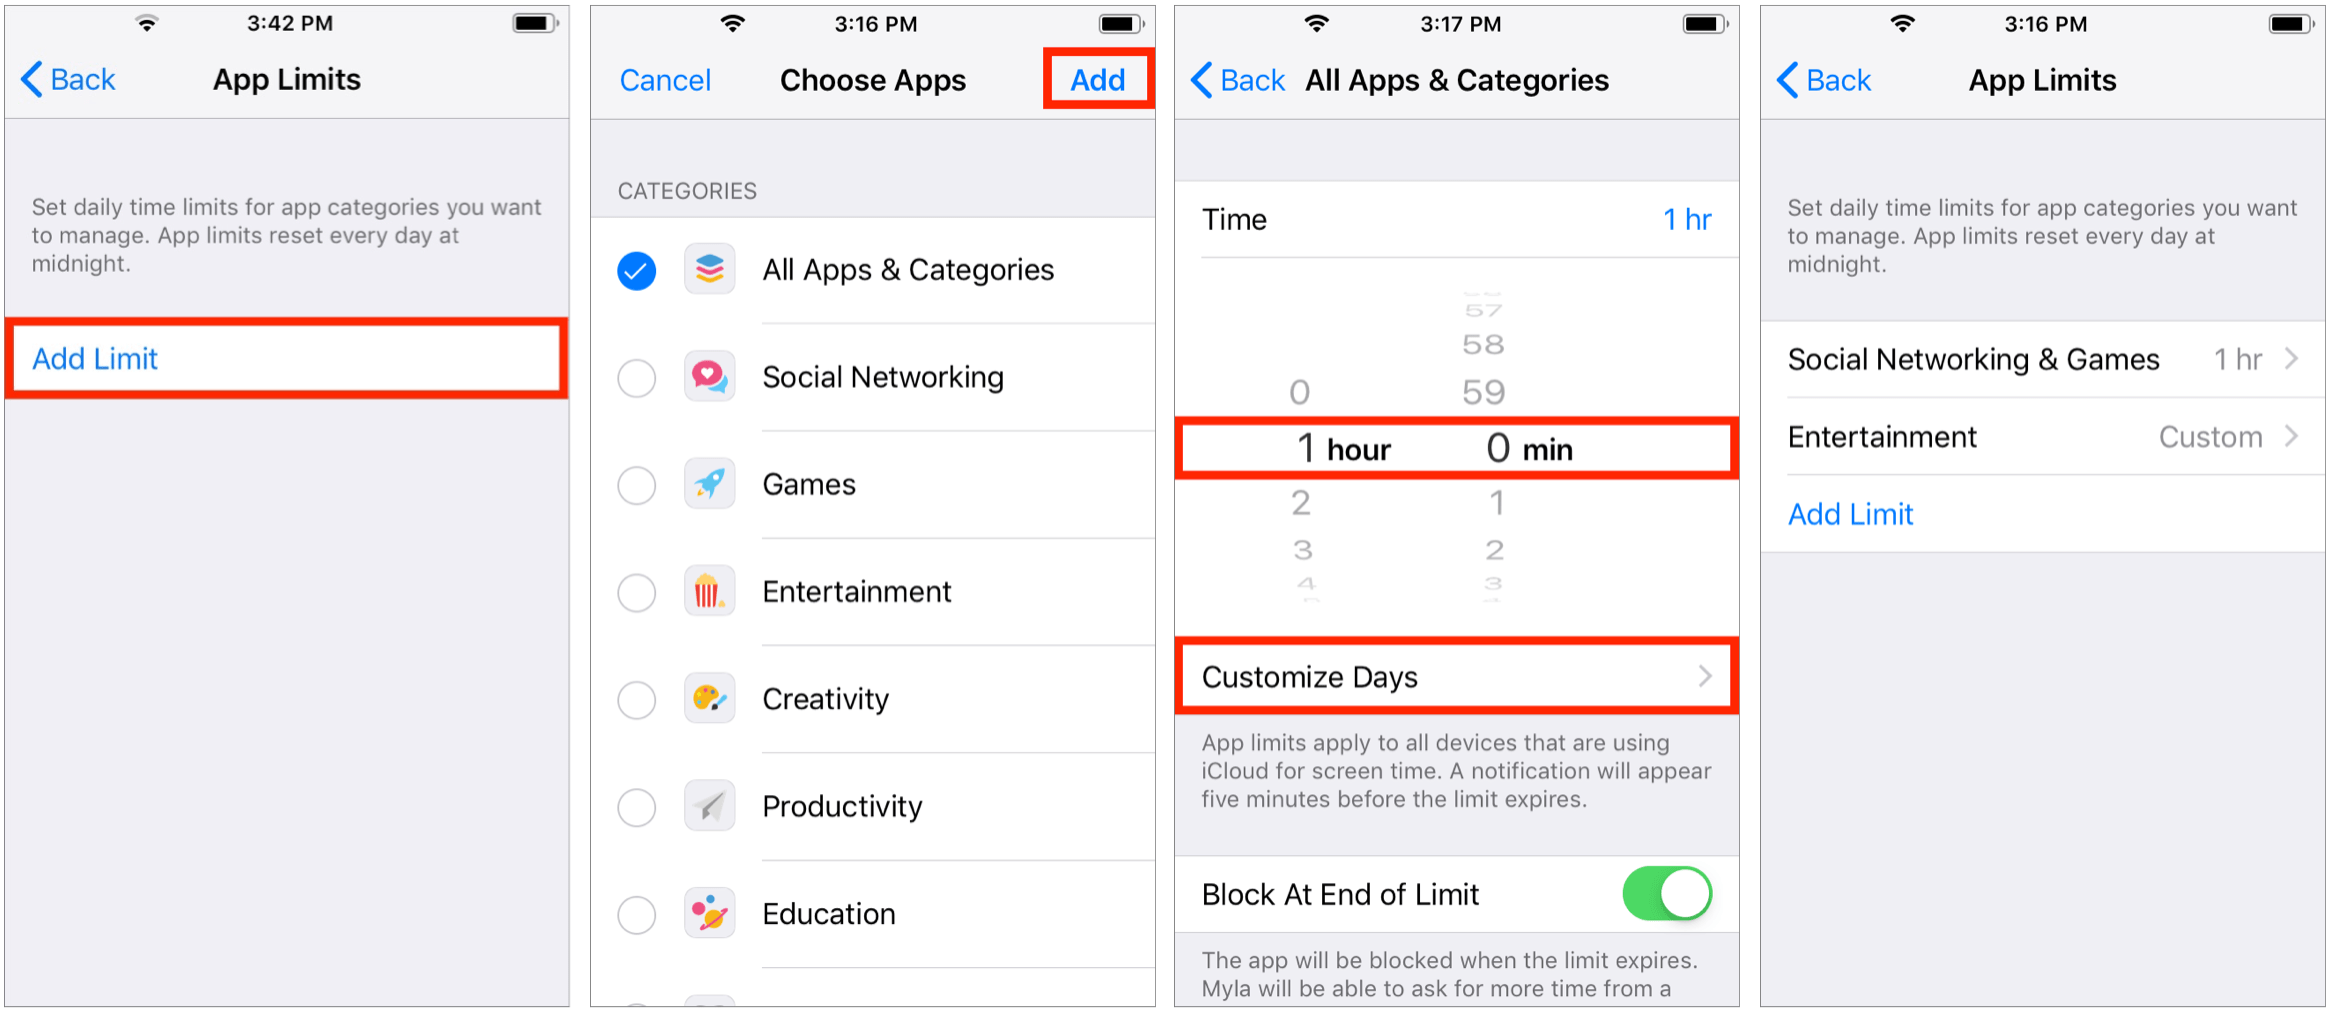 3:42 PM
Back
App Limits
Set daily time limits for app categories you want
to manage. App limits reset every day at
midnight.
Add Limit
3:16 PM
Cancel
Choose Apps
Add
CATEGORIES
All Apps & Categories
Social Networking
Games
Entertainment
Creativity
Productivity
Education
3:17 PM
Back
All Apps & Categories
Time 1 hr
57
58
0 59
1 hour 0 min
2 1
3 2
4 3
Customize Days
App limits apply to all devices that are using
iCloud for screen time. A notification will appear
five minutes before the limit expires.
Block At End of Limit
The app will be blocked when the limit expires.
Myla will be able to ask for more time from a
3:16 PM
Back
App Limits
Set daily time limits for app categories you want
to manage. App limits reset every day at
midnight.
Social Networking & Games 1 hr
Entertainment Custom
Add Limit